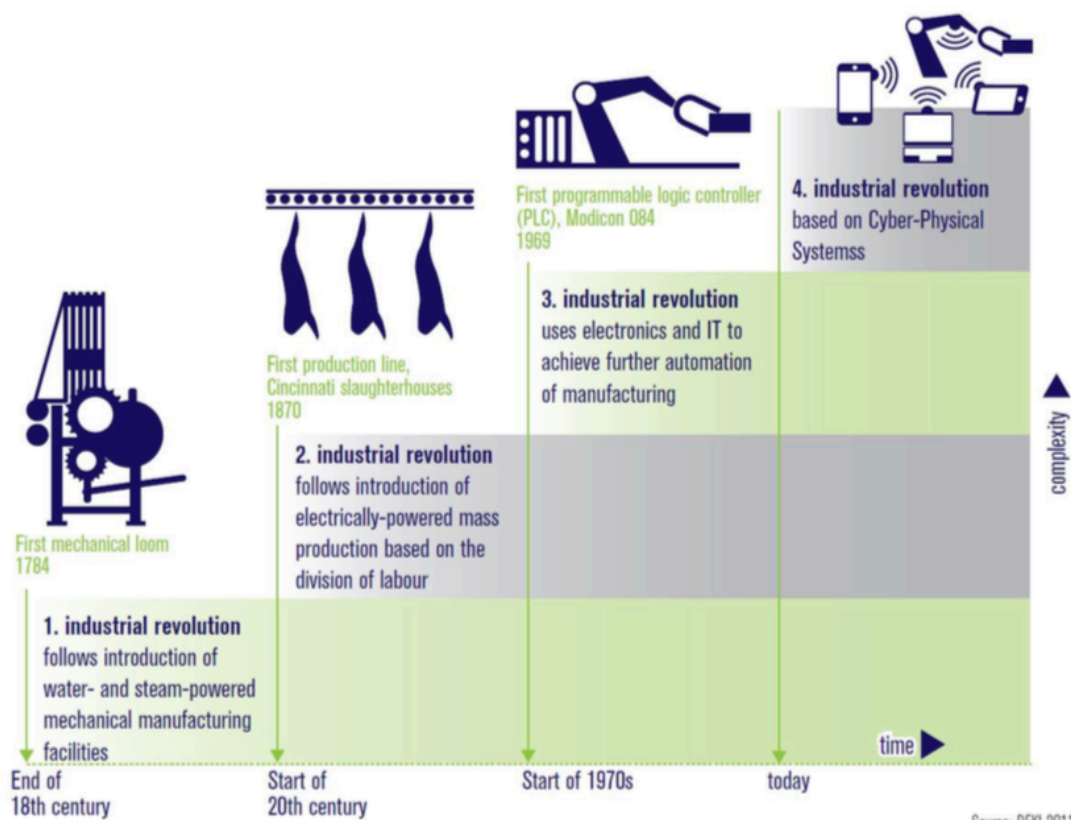 4. industrial revolution
based on Cyber-Physical
Systemss
First programmable logic controller
(PLC), Modicon 084
1969
3. industrial revolution
uses electronics and IT to
achieve further automation
of manufacturing
First production line,
Cincinnati slaughterhouses
1870
2. industrial revolution
follows introduction of
electrically-powered mass
production based on the
division of labour
First mechanical loom
1784
1. industrial revolution
follows introduction of
water- and steam-powered
mechanical manufacturing
facilities
complexity
time
End of
18th century
Start of
20th century
Start of 1970s
today
Source: DFKI 2011